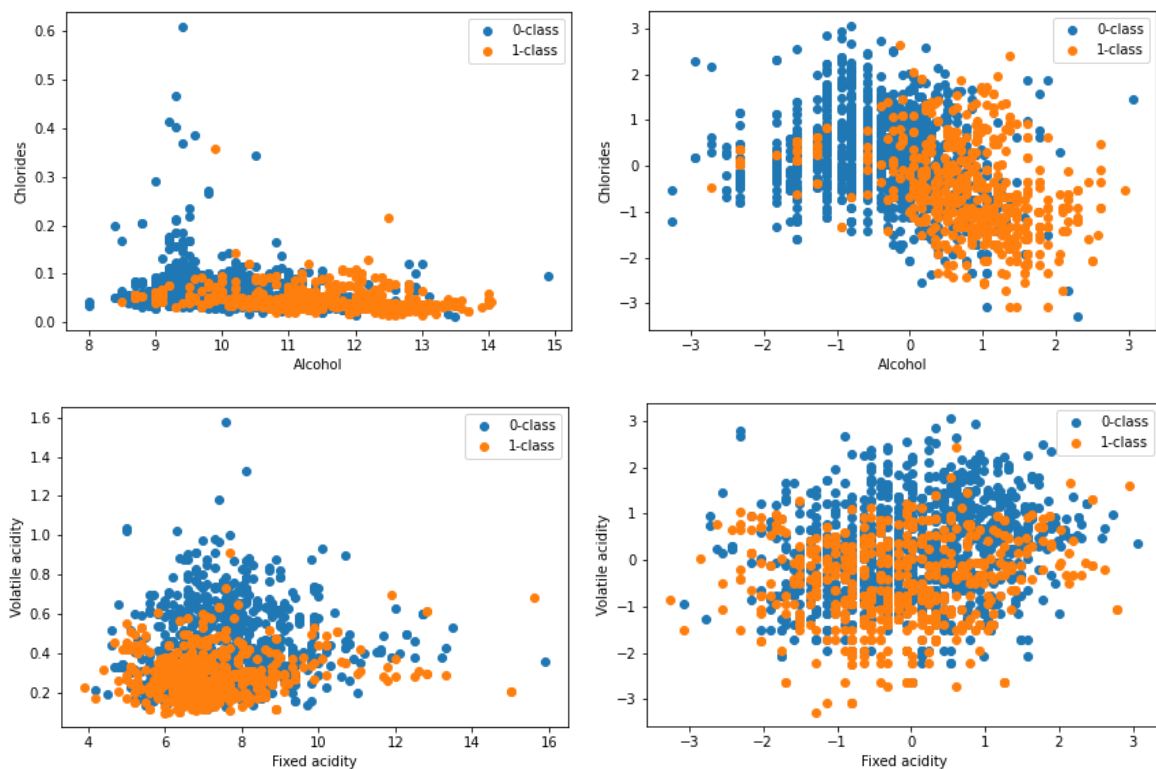 0-class
1-class
Chlorides
0.6
0.5
0.4
0.3
0.2
0.1
0.0
8 9 10 11 12 13 14 15
Alcohol
0-class
1-class
Chlorides
3
2
1
0
−1
−2
−3
−3 −2 −1 0 1 2 3
Alcohol
0-class
1-class
Volatile acidity
1.6
1.4
1.2
1.0
0.8
0.6
0.4
0.2
4 6 8 10 12 14 16
Fixed acidity
0-class
1-class
Volatile acidity
3
2
1
0
−1
−2
−3
−3 −2 −1 0 1 2 3
Fixed acidity